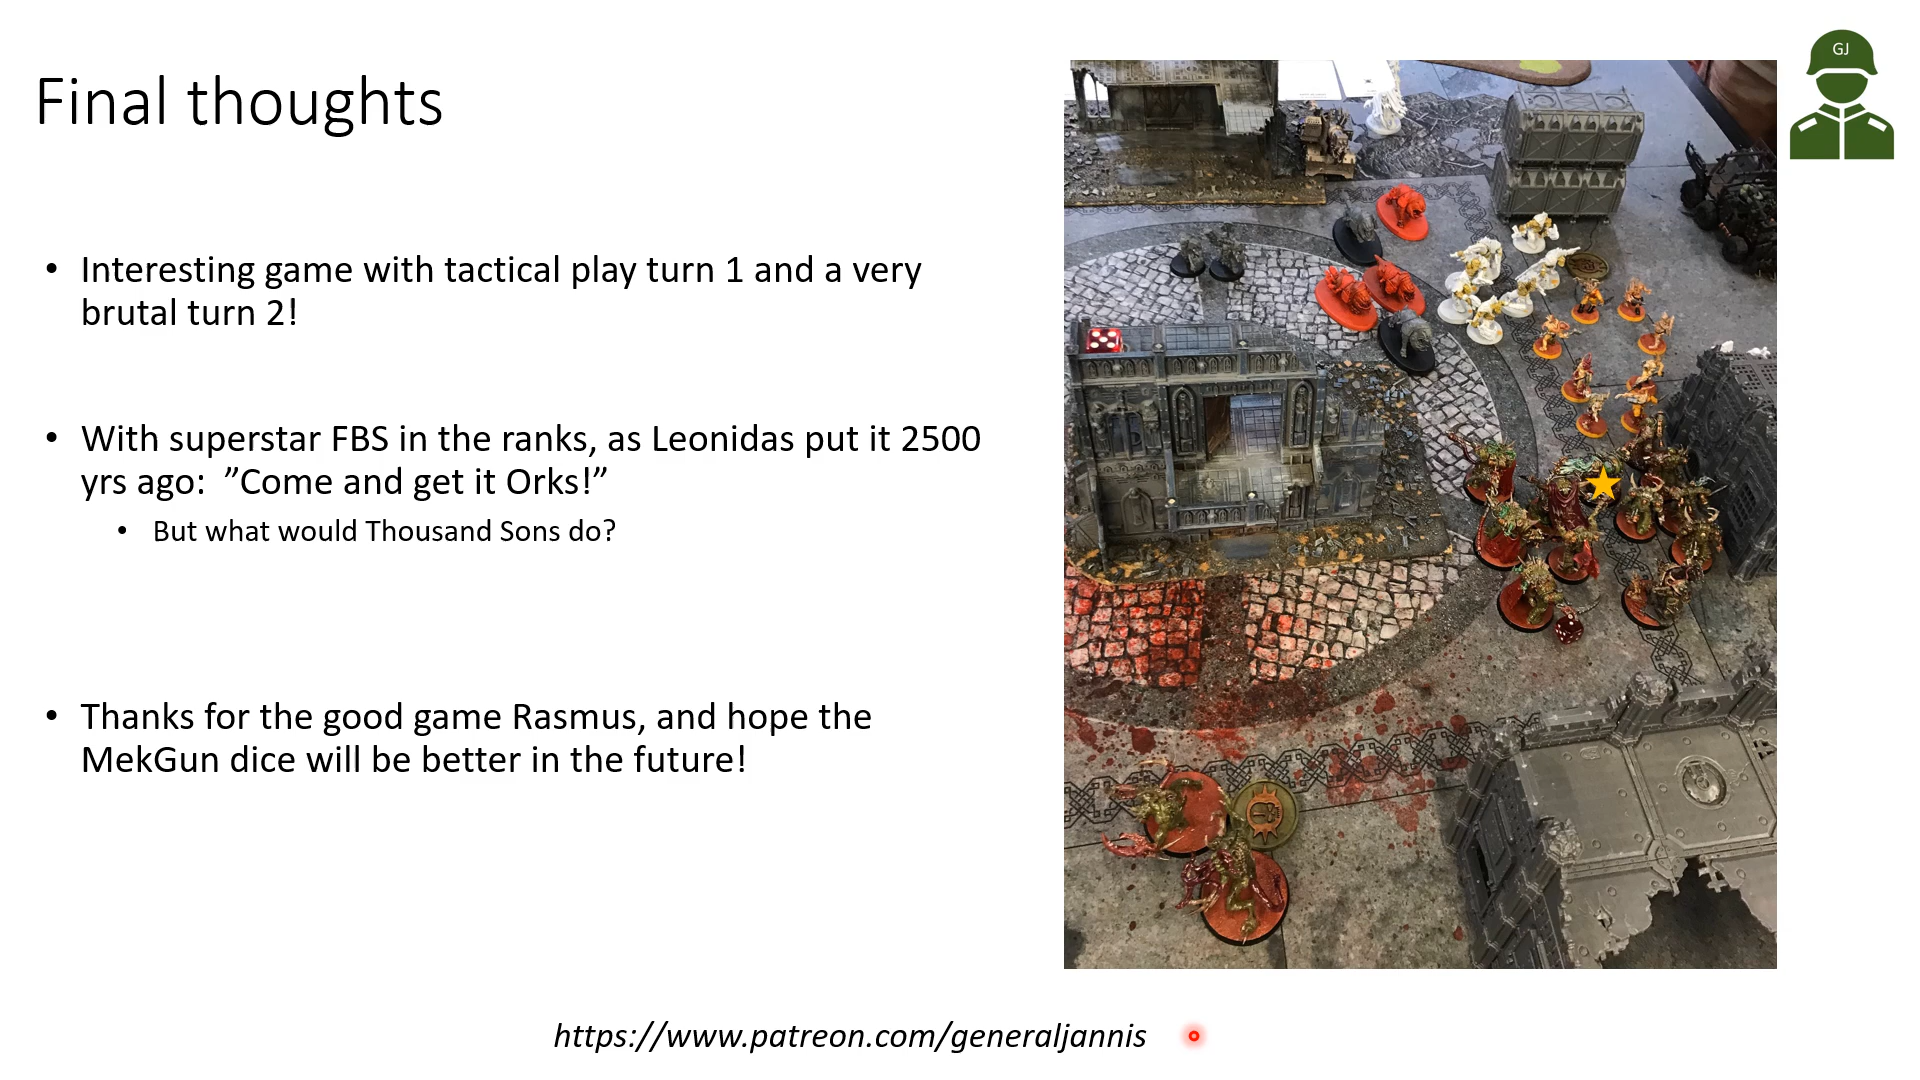 GJ
Final thoughts
• Interesting game with tactical play turn 1 and a very
brutal turn 2!
• With superstar FBS in the ranks, as Leonidas put it 2500
yrs ago: ”Come and get it Orks!”
• But what would Thousand Sons do?
• Thanks for the good game Rasmus, and hope the
MekGun dice will be better in the future!
https://www.patreon.com/generaljannis